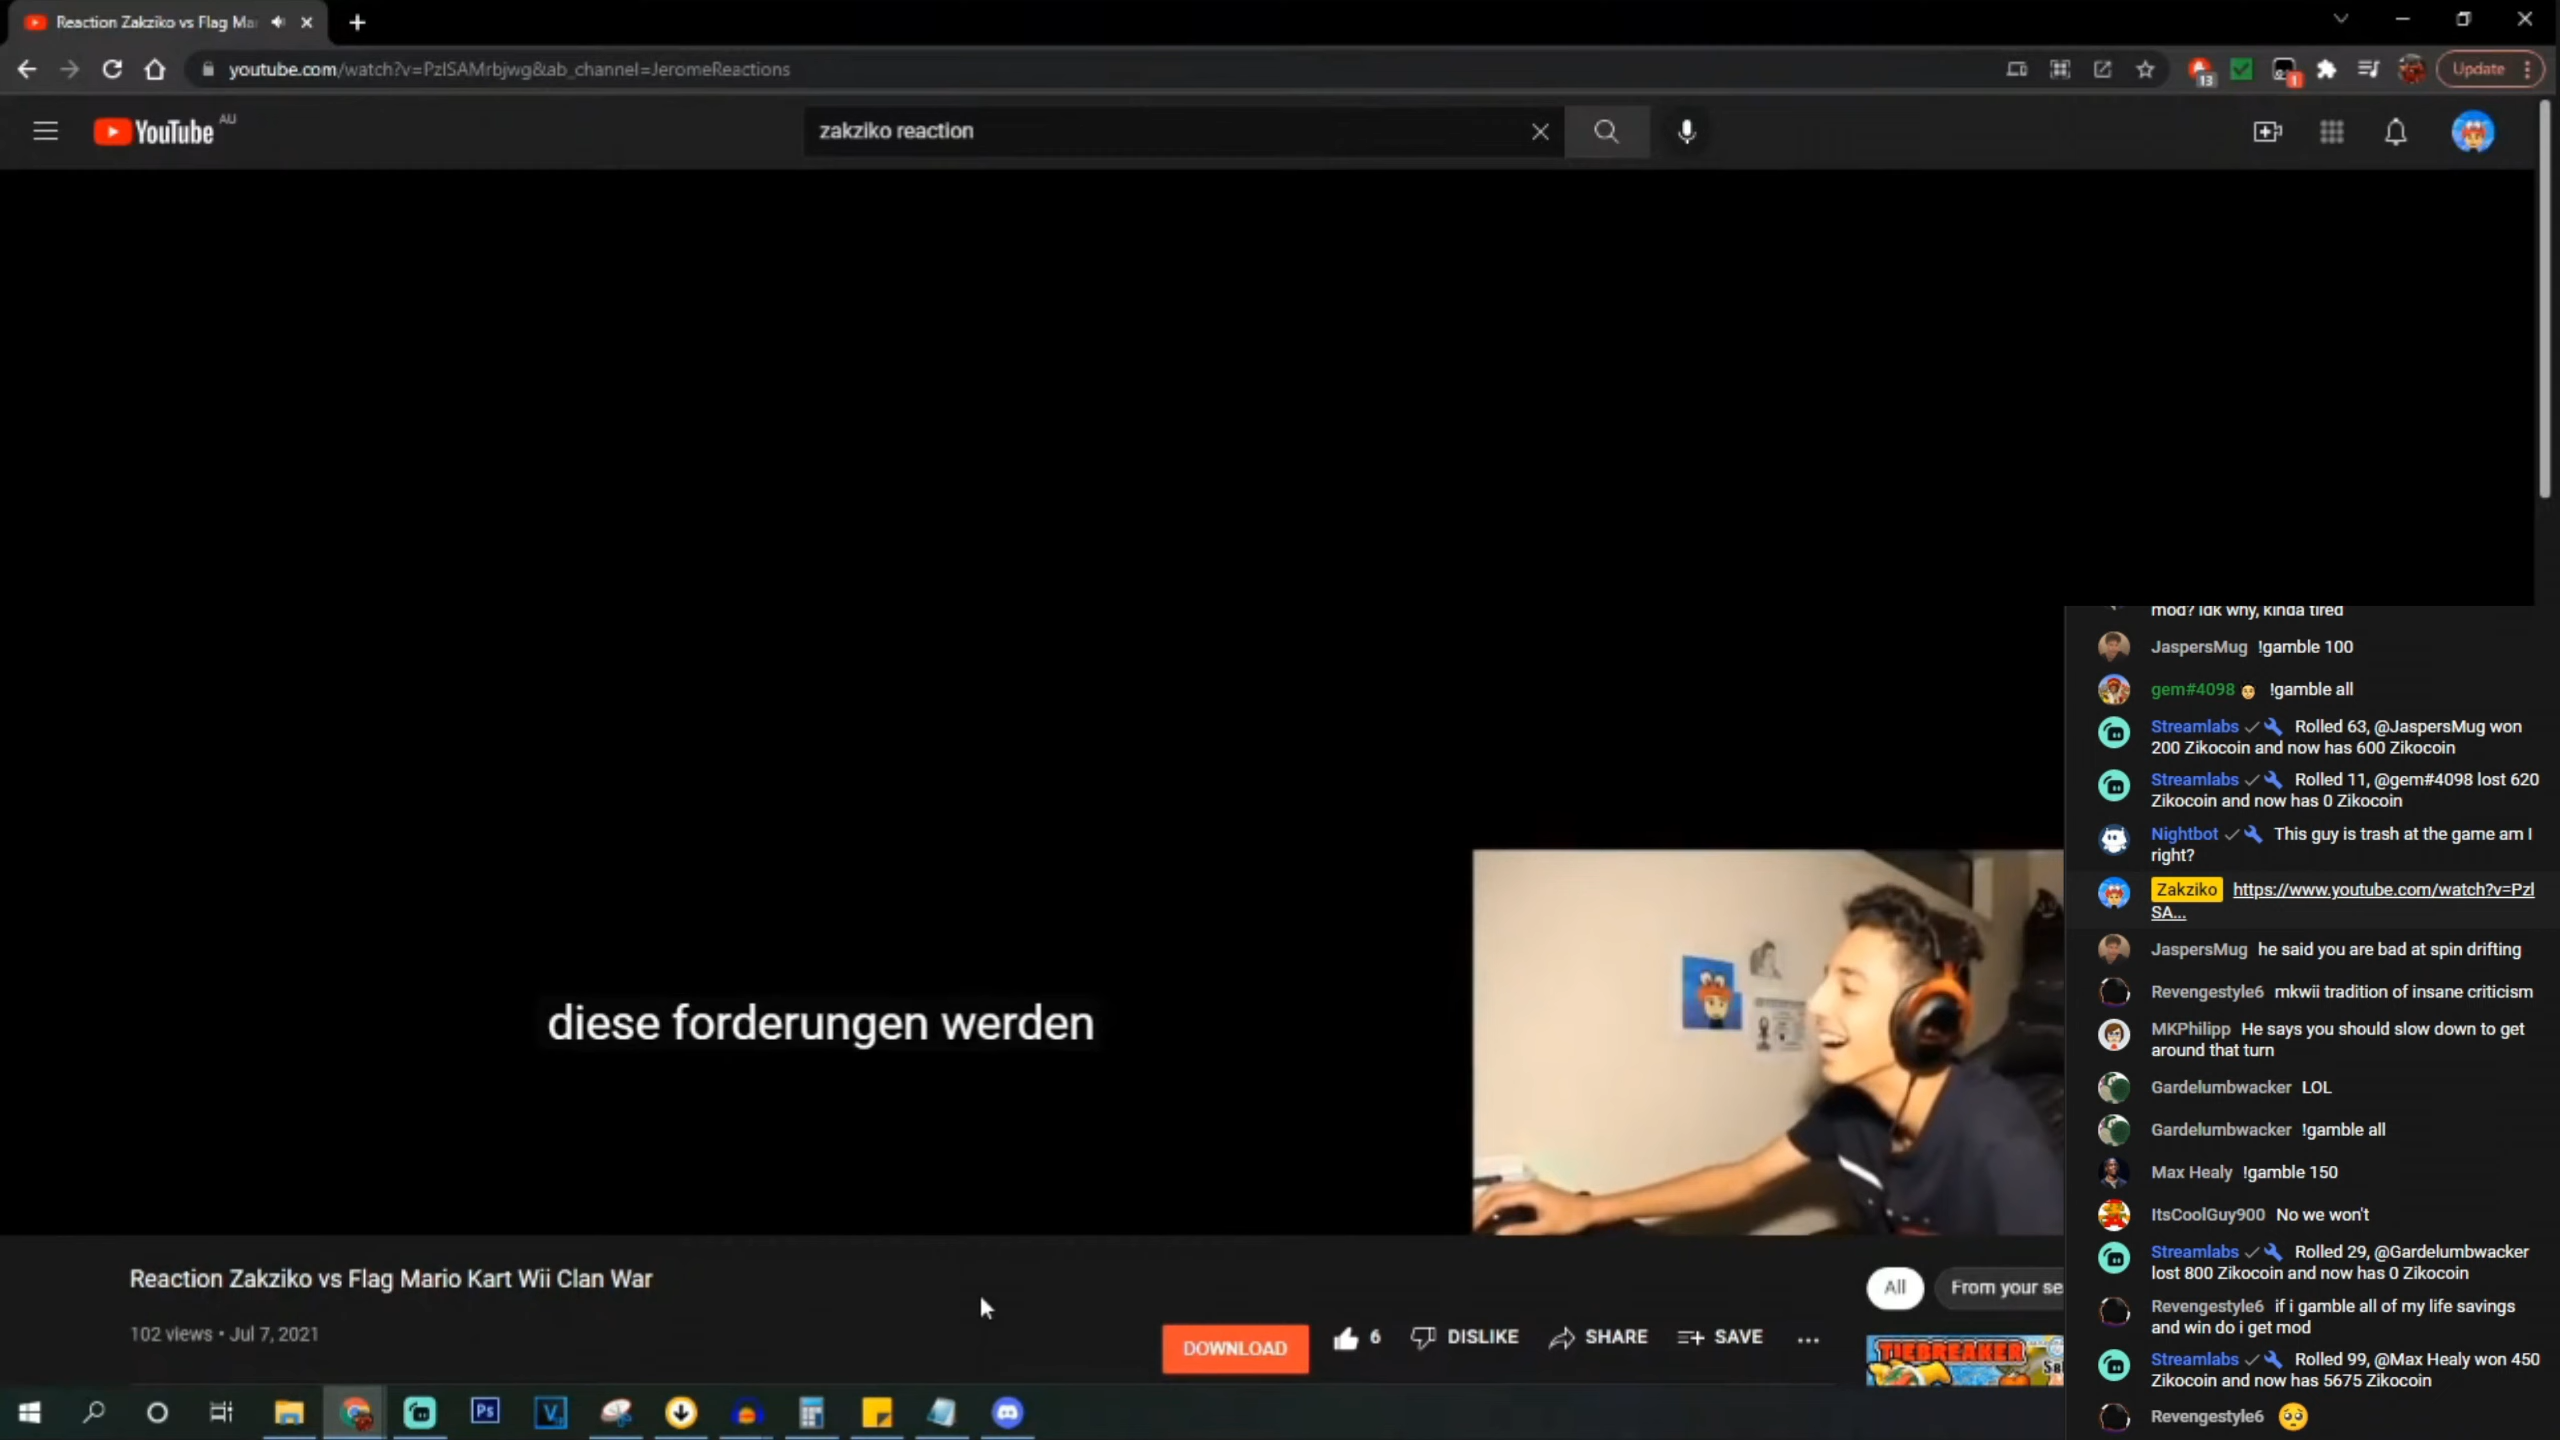 Reaction Zakziko vs Flag Ma
youtube.com/watch?v=PzlSAMrbjwg&ab_channel=JeromeReactions
13
1
Update
YouTube AU
zakziko reaction
diese forderungen werden
Reaction Zakziko vs Flag Mario Kart Wii Clan War
102 views • Jul 7, 2021
DOWNLOAD
6
DISLIKE
SHARE
SAVE
All
From your se
TIEBREAKER
Ps
mod? idk why, kinda tired
JaspersMug !gamble 100
gem#4098 !gamble all
Streamlabs Rolled 63, @JaspersMug won
200 Zikocoin and now has 600 Zikocoin
Streamlabs Rolled 11, @gem#4098 lost 620
Zikocoin and now has 0 Zikocoin
Nightbot This guy is trash at the game am I
right?
Zakziko https://www.youtube.com/watch?v=Pzl
SA...
JaspersMug he said you are bad at spin drifting
Revengestyle6 mkwii tradition of insane criticism
MKPhilipp He says you should slow down to get
around that turn
Gardelumbwacker LOL
Gardelumbwacker !gamble all
Max Healy !gamble 150
ItsCoolGuy900 No we won't
Streamlabs Rolled 29, @Gardelumbwacker
lost 800 Zikocoin and now has 0 Zikocoin
Revengestyle6 if i gamble all of my life savings
and win do i get mod
Streamlabs Rolled 99, @Max Healy won 450
Zikocoin and now has 5675 Zikocoin
Revengestyle6